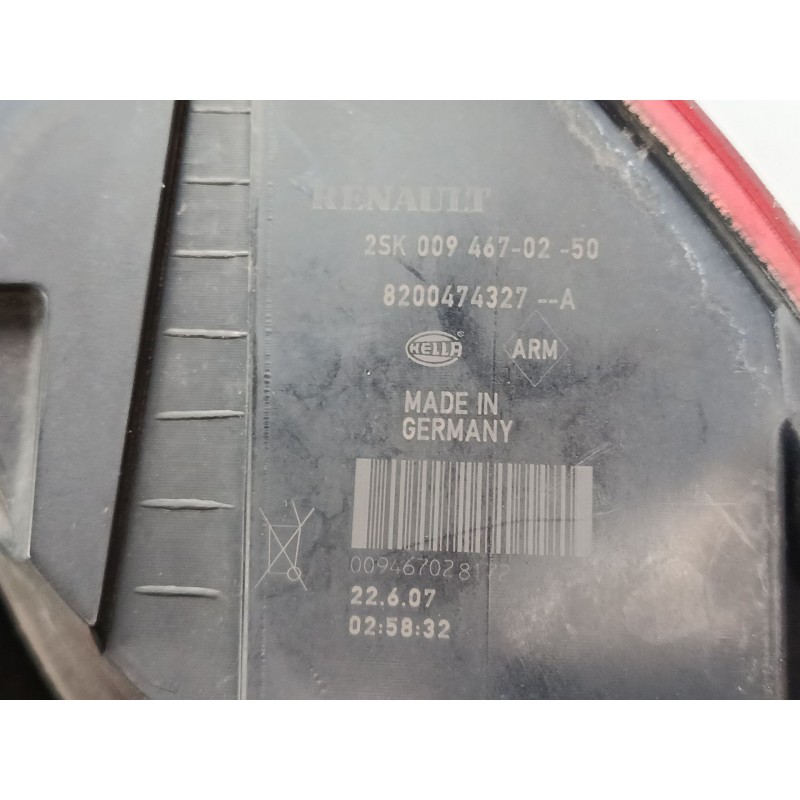 RENAULT
2SK 009 467-02 -50
8200474327 --A
HELLA ® ARM
MADE IN
GERMANY
22.6.07
02:58:32